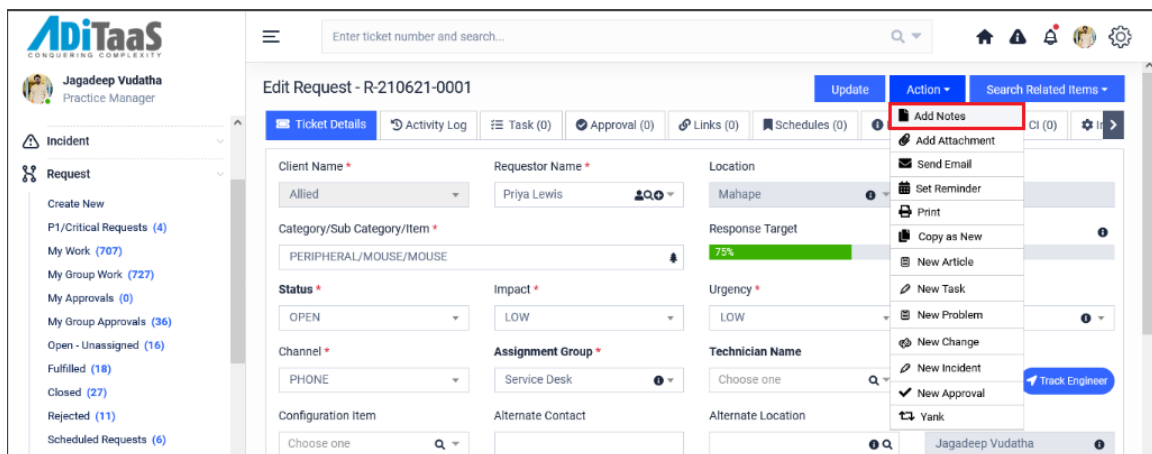 ADiTaaS
CONQUERING COMPLEXITY
Enter ticket number and search...
Jagadeep Vudatha
Practice Manager
Incident
Request
Create New
P1/Critical Requests (4)
My Work (707)
My Group Work (727)
My Approvals (0)
My Group Approvals (36)
Open - Unassigned (16)
Fulfilled (18)
Closed (27)
Rejected (11)
Scheduled Requests (6)
Edit Request - R-210621-0001
Update
Action
Search Related Items
Ticket Details
Activity Log
Task (0)
Approval (0)
Links (0)
Schedules (0)
CI (0)
Add Notes
Add Attachment
Send Email
Set Reminder
Print
Copy as New
New Article
New Task
New Problem
New Change
New Incident
New Approval
Yank
Client Name *
Requestor Name *
Location
Allied
Priya Lewis
Mahape
Category/Sub Category/Item *
Response Target
PERIPHERAL/MOUSE/MOUSE
75%
Status *
Impact *
Urgency *
OPEN
LOW
LOW
Channel *
Assignment Group *
Technician Name
PHONE
Service Desk
Choose one
Track Engineer
Configuration Item
Alternate Contact
Alternate Location
Choose one
Jagadeep Vudatha